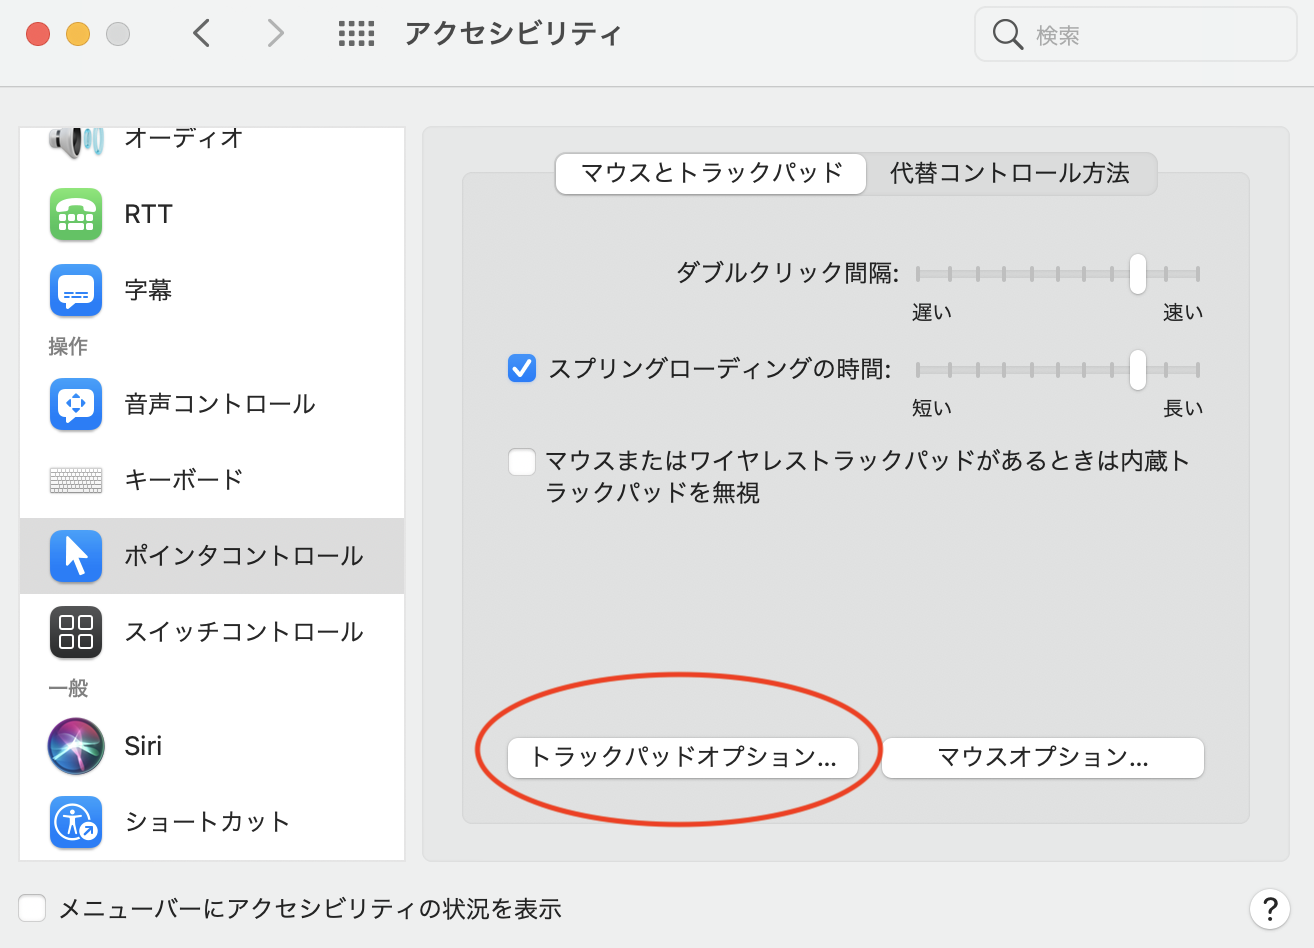 アクセシビリティ
検索
オーディオ
RTT
字幕
操作
音声コントロール
キーボード
ポインタコントロール
スイッチコントロール
一般
Siri
ショートカット
マウスとトラックパッド
代替コントロール方法
ダブルクリック間隔:
遅い
速い
スプリングローディングの時間:
短い
長い
マウスまたはワイヤレストラックパッドがあるときは内蔵ト
ラックパッドを無視
トラックパッドオプション...
マウスオプション...
メニューバーにアクセシビリティの状況を表示
?